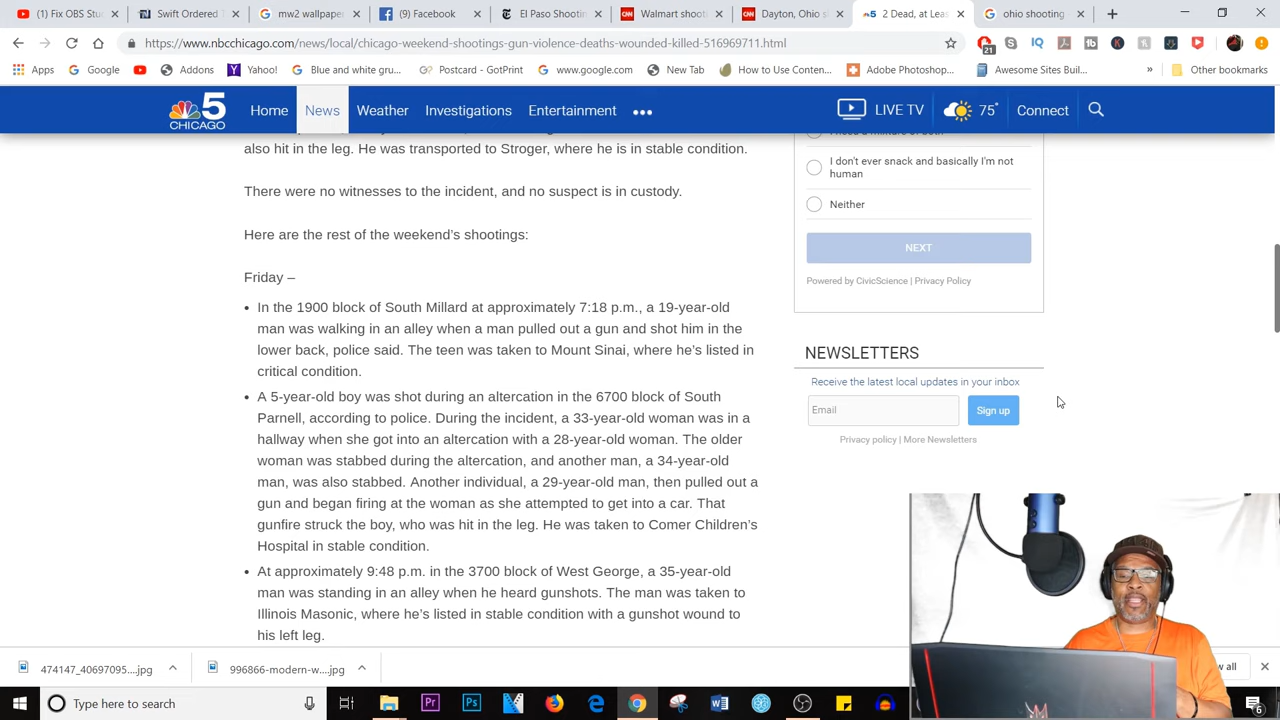 (1) Fix OBS Stu
Swift Ordered T
mw2 wallpaper
(9) Facebook
El Paso Shooting
Walmart shooti
Dayton, Ohio sh
2 Dead, at Leas
ohio shooting
https://www.nbcchicago.com/news/local/chicago-weekend-shootings-gun-violence-deaths-wounded-killed-516969711.html
21
IQ
Apps
Google
Addons
Yahoo!
Blue and white gru...
Postcard - GotPrint
www.google.com
New Tab
How to Use Conten...
Adobe Photoshop...
Awesome Sites Buil...
»
Other bookmarks
5
CHICAGO
Home
News
Weather
Investigations
Entertainment
LIVE TV
75°
Connect
also hit in the leg. He was transported to Stroger, where he is in stable condition.
There were no witnesses to the incident, and no suspect is in custody.
Here are the rest of the weekend's shootings:
Friday –
• In the 1900 block of South Millard at approximately 7:18 p.m., a 19-year-old
man was walking in an alley when a man pulled out a gun and shot him in the
lower back, police said. The teen was taken to Mount Sinai, where he's listed in
critical condition.
• A 5-year-old boy was shot during an altercation in the 6700 block of South
Parnell, according to police. During the incident, a 33-year-old woman was in a
hallway when she got into an altercation with a 28-year-old woman. The older
woman was stabbed during the altercation, and another man, a 34-year-old
man, was also stabbed. Another individual, a 29-year-old man, then pulled out a
gun and began firing at the woman as she attempted to get into a car. That
gunfire struck the boy, who was hit in the leg. He was taken to Comer Children's
Hospital in stable condition.
• At approximately 9:48 p.m. in the 3700 block of West George, a 35-year-old
man was standing in an alley when he heard gunshots. The man was taken to
Illinois Masonic, where he's listed in stable condition with a gunshot wound to
his left leg.
I don't ever snack and basically I'm not
human
Neither
NEXT
Powered by CivicScience | Privacy Policy
NEWSLETTERS
Receive the latest local updates in your inbox
Email
Sign up
Privacy policy | More Newsletters
474147_40697095....jpg
996866-modern-w....jpg
w all
Type here to search
Pr
Ps
6